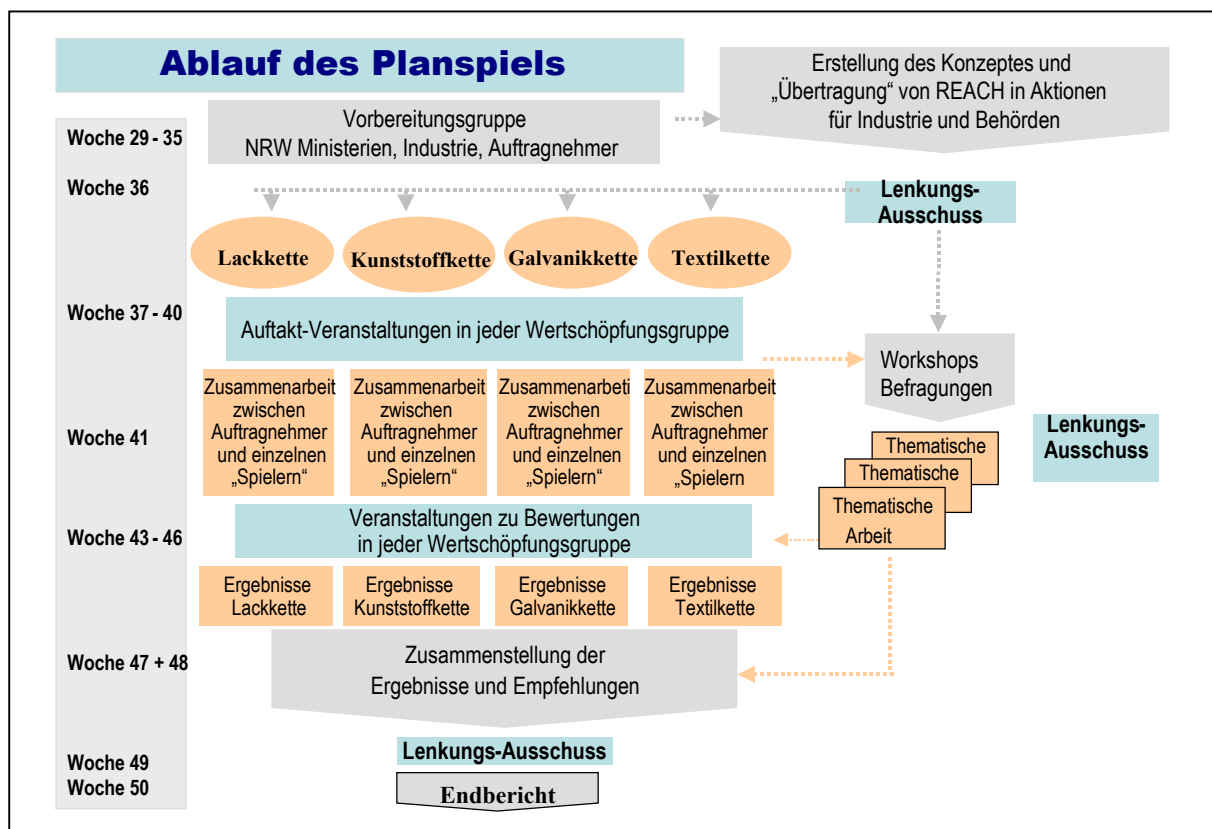 Ablauf des Planspiels
Erstellung des Konzeptes und
„Übertragung“ von REACH in Aktionen
für Industrie und Behörden
Woche 29 - 35
Vorbereitungsgruppe
NRW Ministerien, Industrie, Auftragnehmer
Woche 36
Lenkungs-
Ausschuss
Lackkette
Kunststoffkette
Galvanikkette
Textilkette
Woche 37 - 40
Auftakt-Veranstaltungen in jeder Wertschöpfungsgruppe
Workshops
Befragungen
Woche 41
Zusammenarbeit
zwischen
Auftragnehmer
und einzelnen
„Spielern“
Zusammenarbeit
zwischen
Auftragnehmer
und einzelnen
„Spielern“
Zusammenarbeti
zwischen
Auftragnehmer
und einzelnen
„Spielern“
Zusammenarbeit
zwischen
Auftragnehmer
und einzelnen
„Spielern
Lenkungs-
Ausschuss
Thematische
Thematische
Thematische
Arbeit
Woche 43 - 46
Veranstaltungen zu Bewertungen
in jeder Wertschöpfungsgruppe
Ergebnisse
Lackkette
Ergebnisse
Kunststoffkette
Ergebnisse
Galvanikkette
Ergebnisse
Textilkette
Woche 47 + 48
Zusammenstellung der
Ergebnisse und Empfehlungen
Woche 49
Lenkungs-Ausschuss
Woche 50
Endbericht